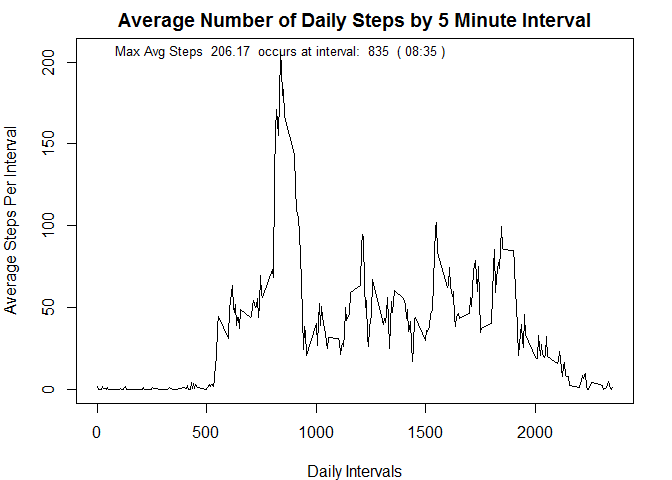 Average Number of Daily Steps by 5 Minute Interval
Max Avg Steps 206.17 occurs at interval: 835 ( 08:35 )
Average Steps Per Interval
200
150
100
50
0
0 500 1000 1500 2000
Daily Intervals